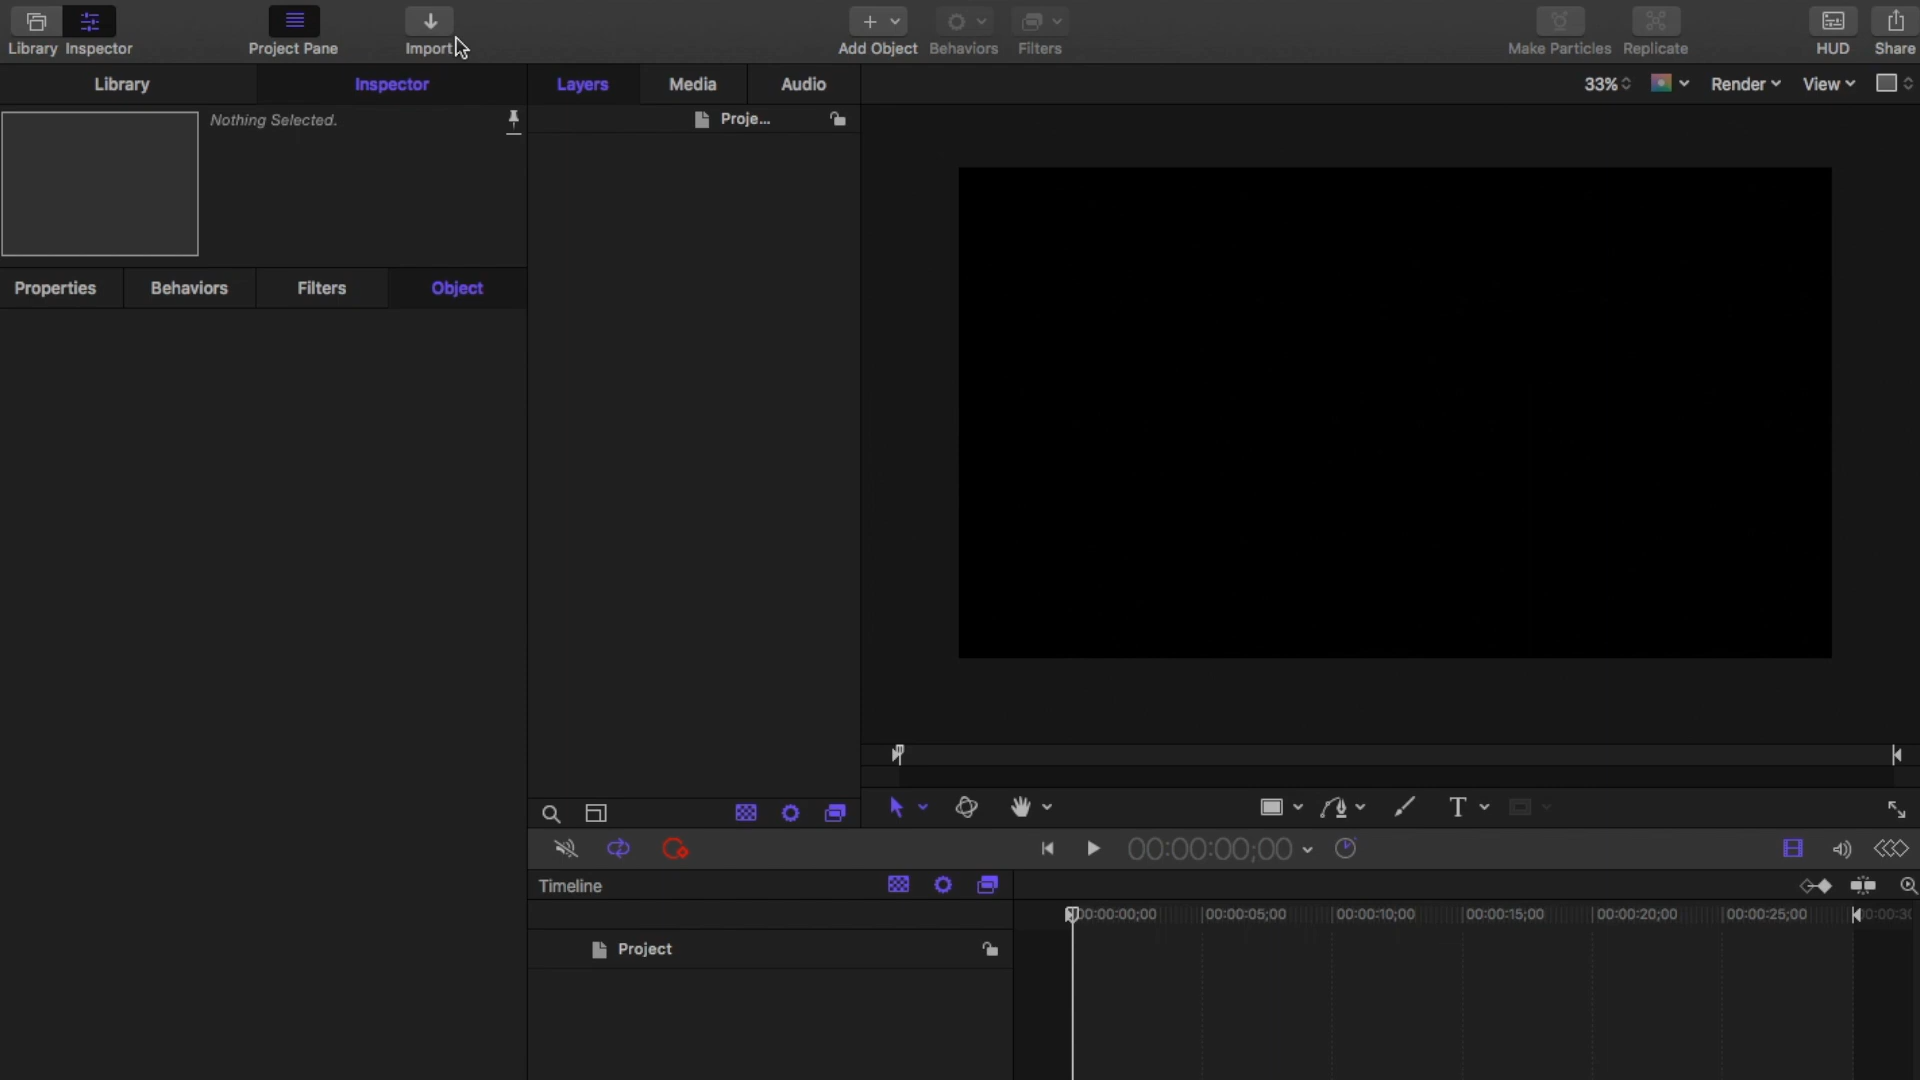 Library Inspector Project Pane Import Add Object Behaviors Filters Make Particles Replicate HUD Share
Library Inspector Layers Media Audio 33% Render View
Nothing Selected. Proje...
Properties Behaviors Filters Object
T
00:00:00;00
Timeline
00:00:00;00 00:00:05;00 00:00:10;00 00:00:15;00 00:00:20;00 00:00:25;00
Project